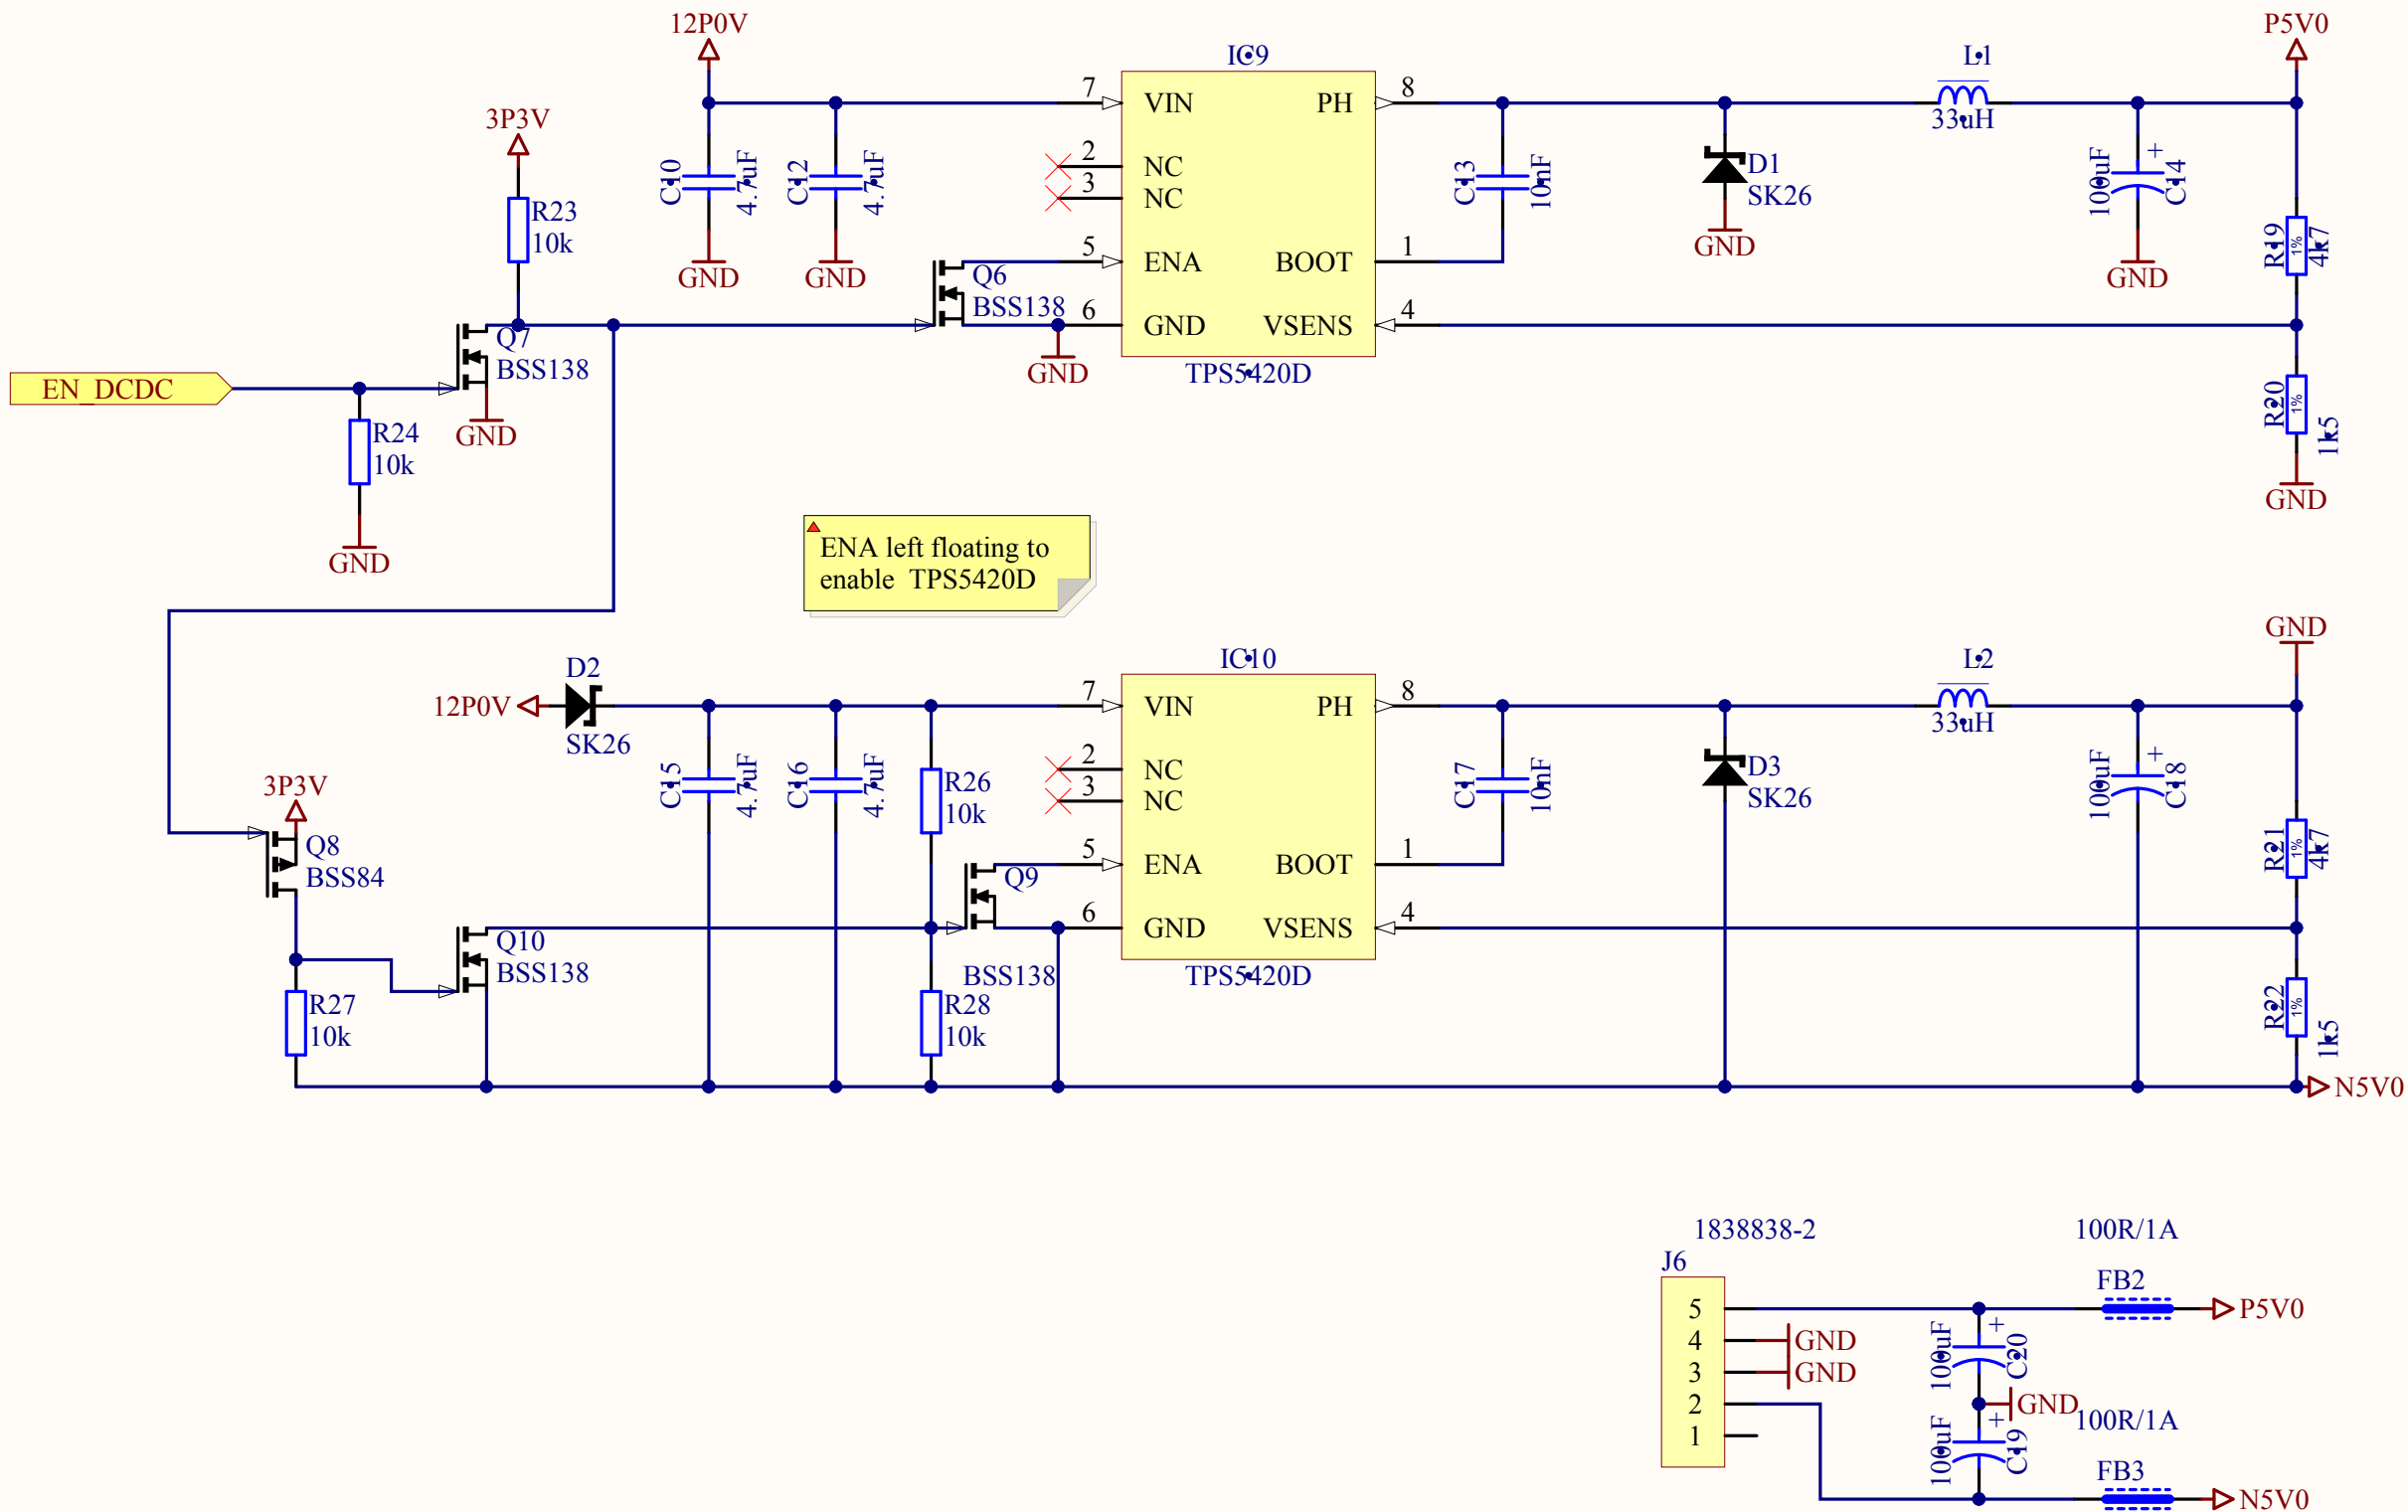 12P0V
P5V0
IC9
L1
33uH
7
VIN
PH
8
3P3V
R23
10k
C10
4.7uF
C12
4.7uF
2
NC
3
NC
C13
10nF
D1
SK26
100uF
C14
GND
GND
GND
GND
5
ENA
BOOT
1
R19
1%
4k7
Q6
BSS138
6
GND
VSENS
4
GND
TPS5420D
Q7
BSS138
EN_DCDC
GND
R24
10k
GND
R20
1%
1k5
GND
ENA left floating to
enable TPS5420D
GND
IC10
L2
33uH
D2
12P0V
SK26
7
VIN
PH
8
C15
4.7uF
C16
4.7uF
R26
10k
2
NC
3
NC
C17
10nF
D3
SK26
100uF
C18
3P3V
Q8
BSS84
5
ENA
BOOT
1
R21
1%
4k7
Q9
BSS138
6
GND
VSENS
4
TPS5420D
Q10
BSS138
R27
10k
R28
10k
R22
1%
1k5
N5V0
1838838-2
100R/1A
J6
FB2
5
P5V0
4
GND
3
GND
2
1
100uF
C20
GND
100R/1A
100uF
C19
FB3
N5V0